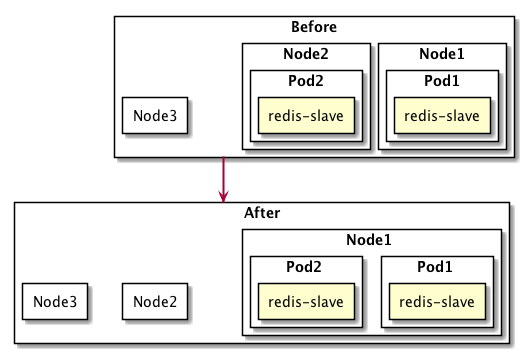 Before
Node2 Node1
Pod2 Pod1
Node3 redis-slave redis-slave
After
Node1
Pod2 Pod1
Node3 Node2 redis-slave redis-slave